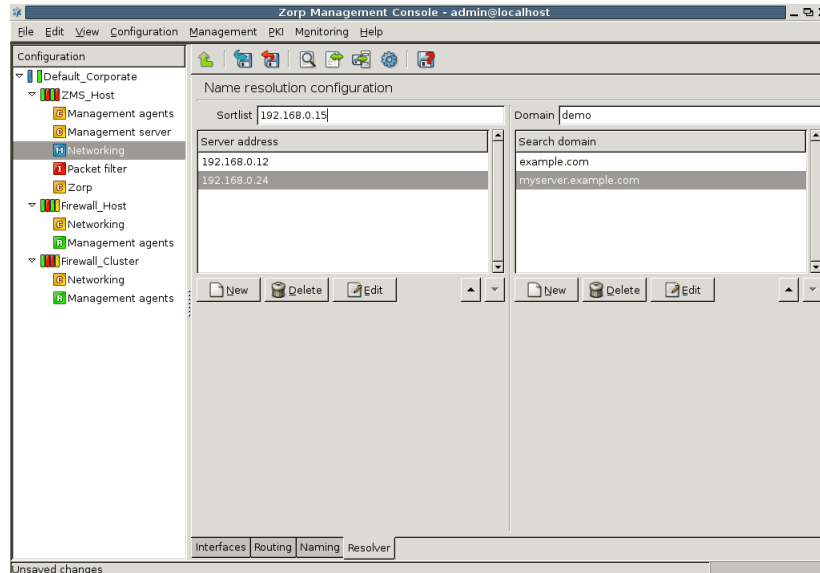 Zorp Management Console - admin@localhost
File Edit View Configuration Management PKI Monitoring Help
Configuration
Default_Corporate
ZMS_Host
Management agents
Management server
Networking
Packet filter
Zorp
Firewall_Host
Networking
Management agents
Firewall_Cluster
Networking
Management agents
Name resolution configuration
Sortlist 192.168.0.15
Domain demo
Server address
192.168.0.12
192.168.0.24
Search domain
example.com
myserver.example.com
New Delete Edit
New Delete Edit
Interfaces Routing Naming Resolver
Unsaved changes